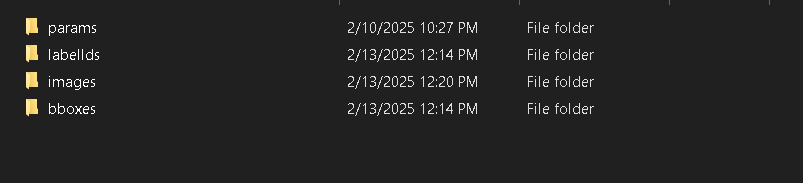 params 2/10/2025 10:27 PM File folder
labelIds 2/13/2025 12:14 PM File folder
images 2/13/2025 12:20 PM File folder
bboxes 2/13/2025 12:14 PM File folder